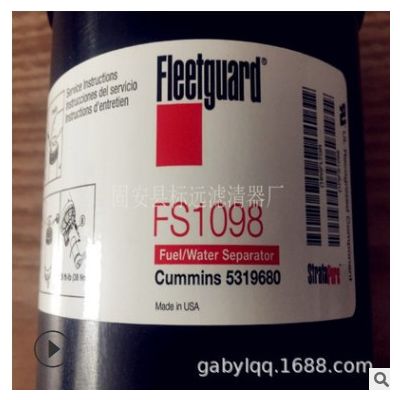 Service Instructions
Instrucciones del servicio
Instructions d'entretien
Fleetguard®
固安县标远滤清器厂
FS1098
Fuel/Water Separator
Cummins 5319680
Made in USA
StrataPore
gabylqq.1688.com